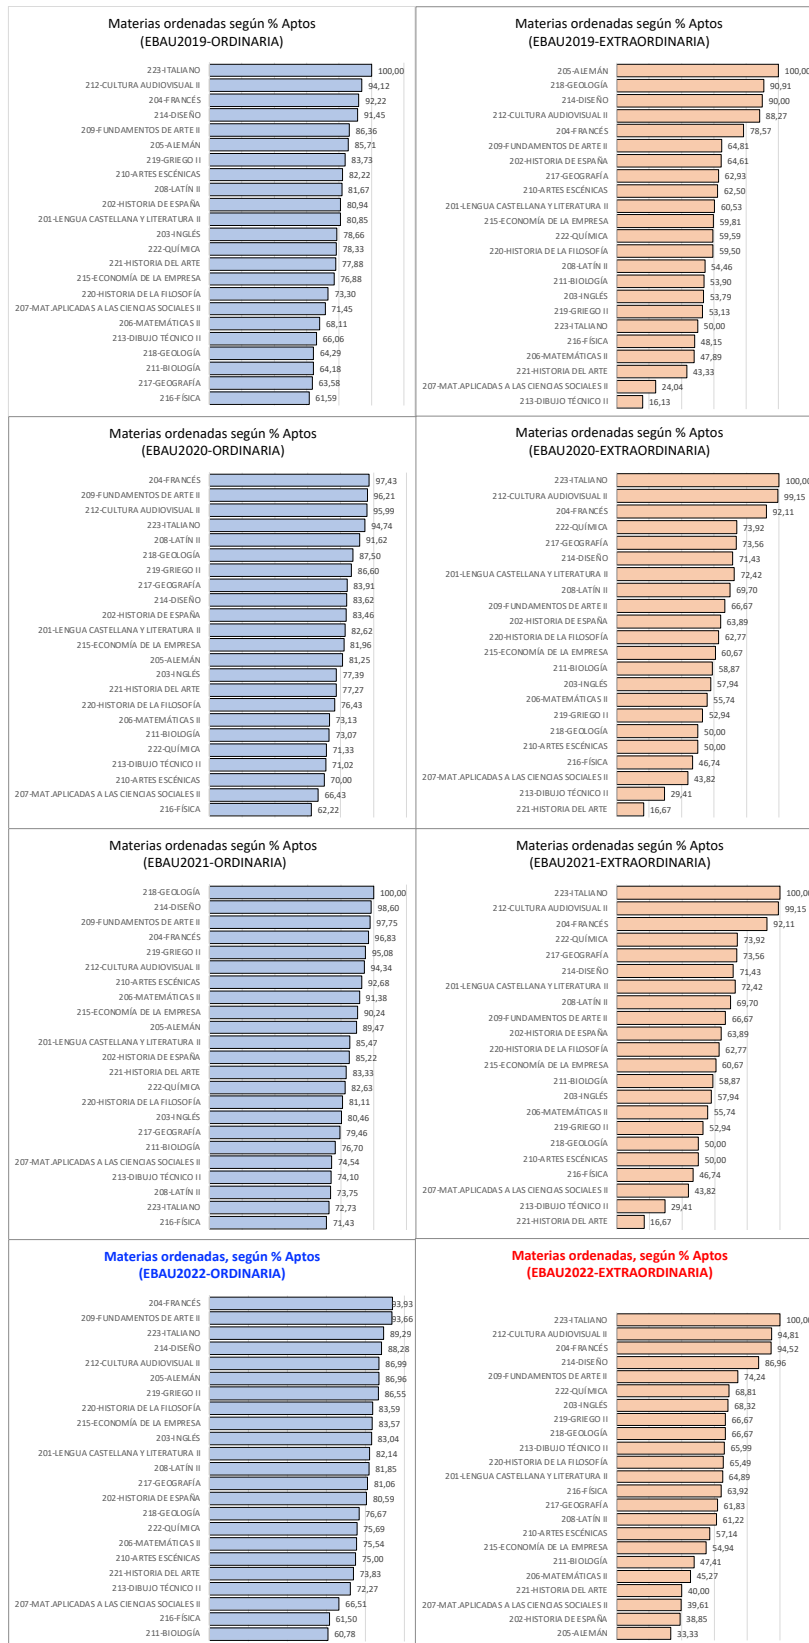 Materias ordenadas según % Aptos
(EBAU2019-ORDINARIA)
223-ITALIANO 100,00
212-CULTURA AUDIOVISUAL II 94,12
204-FRANCÉS 92,22
214-DISEÑO 91,45
209-FUNDAMENTOS DE ARTE II 86,36
205-ALEMÁN 85,71
219-GRIEGO II 83,73
210-ARTES ESCÉNICAS 82,22
208-LATÍN II 81,67
202-HISTORIA DE ESPAÑA 80,94
201-LENGUA CASTELLANA Y LITERATURA II 80,85
203-INGLÉS 78,66
222-QUÍMICA 78,33
221-HISTORIA DEL ARTE 77,88
215-ECONOMÍA DE LA EMPRESA 76,88
220-HISTORIA DE LA FILOSOFÍA 73,30
207-MAT.APLICADAS A LAS CIENCIAS SOCIALES II 71,45
206-MATEMÁTICAS II 68,11
213-DIBUJO TÉCNICO II 66,06
218-GEOLOGÍA 64,29
211-BIOLOGÍA 64,18
217-GEOGRAFÍA 63,58
216-FÍSICA 61,59
Materias ordenadas según % Aptos
(EBAU2019-EXTRAORDINARIA)
205-ALEMÁN 100,00
218-GEOLOGÍA 90,91
214-DISEÑO 90,00
212-CULTURA AUDIOVISUAL II 88,27
204-FRANCÉS 78,57
209-FUNDAMENTOS DE ARTE II 64,81
202-HISTORIA DE ESPAÑA 64,61
217-GEOGRAFÍA 62,93
210-ARTES ESCÉNICAS 62,50
201-LENGUA CASTELLANA Y LITERATURA II 60,53
215-ECONOMÍA DE LA EMPRESA 59,81
222-QUÍMICA 59,59
220-HISTORIA DE LA FILOSOFÍA 59,50
208-LATÍN II 54,46
211-BIOLOGÍA 53,90
203-INGLÉS 53,79
219-GRIEGO II 53,13
223-ITALIANO 50,00
216-FÍSICA 48,15
206-MATEMÁTICAS II 47,89
221-HISTORIA DEL ARTE 43,33
207-MAT.APLICADAS A LAS CIENCIAS SOCIALES II 24,04
213-DIBUJO TÉCNICO II 16,13
Materias ordenadas según % Aptos
(EBAU2020-ORDINARIA)
204-FRANCÉS 97,43
209-FUNDAMENTOS DE ARTE II 96,21
212-CULTURA AUDIOVISUAL II 95,99
223-ITALIANO 94,74
208-LATÍN II 91,62
218-GEOLOGÍA 87,50
219-GRIEGO II 86,60
217-GEOGRAFÍA 83,91
214-DISEÑO 83,62
202-HISTORIA DE ESPAÑA 83,46
201-LENGUA CASTELLANA Y LITERATURA II 82,62
215-ECONOMÍA DE LA EMPRESA 81,96
205-ALEMÁN 81,25
203-INGLÉS 77,39
221-HISTORIA DEL ARTE 77,27
220-HISTORIA DE LA FILOSOFÍA 76,43
206-MATEMÁTICAS II 73,13
211-BIOLOGÍA 73,07
222-QUÍMICA 71,33
213-DIBUJO TÉCNICO II 71,02
210-ARTES ESCÉNICAS 70,00
207-MAT.APLICADAS A LAS CIENCIAS SOCIALES II 66,43
216-FÍSICA 62,22
Materias ordenadas según % Aptos
(EBAU2020-EXTRAORDINARIA)
223-ITALIANO 100,00
212-CULTURA AUDIOVISUAL II 99,15
204-FRANCÉS 92,11
222-QUÍMICA 73,92
217-GEOGRAFÍA 73,56
214-DISEÑO 71,43
201-LENGUA CASTELLANA Y LITERATURA II 72,42
208-LATÍN II 69,70
209-FUNDAMENTOS DE ARTE II 66,67
202-HISTORIA DE ESPAÑA 63,89
220-HISTORIA DE LA FILOSOFÍA 62,77
215-ECONOMÍA DE LA EMPRESA 60,67
211-BIOLOGÍA 58,87
203-INGLÉS 57,94
206-MATEMÁTICAS II 55,74
219-GRIEGO II 52,94
218-GEOLOGÍA 50,00
210-ARTES ESCÉNICAS 50,00
216-FÍSICA 46,74
207-MAT.APLICADAS A LAS CIENCIAS SOCIALES II 43,82
213-DIBUJO TÉCNICO II 29,41
221-HISTORIA DEL ARTE 16,67
Materias ordenadas según % Aptos
(EBAU2021-ORDINARIA)
218-GEOLOGÍA 100,00
214-DISEÑO 98,60
209-FUNDAMENTOS DE ARTE II 97,75
204-FRANCÉS 96,83
219-GRIEGO II 95,08
212-CULTURA AUDIOVISUAL II 94,34
210-ARTES ESCÉNICAS 92,68
206-MATEMÁTICAS II 91,38
215-ECONOMÍA DE LA EMPRESA 90,24
205-ALEMÁN 89,47
201-LENGUA CASTELLANA Y LITERATURA II 85,47
202-HISTORIA DE ESPAÑA 85,22
221-HISTORIA DEL ARTE 83,33
222-QUÍMICA 82,63
220-HISTORIA DE LA FILOSOFÍA 81,11
203-INGLÉS 80,46
217-GEOGRAFÍA 79,46
211-BIOLOGÍA 76,70
207-MAT.APLICADAS A LAS CIENCIAS SOCIALES II 74,54
213-DIBUJO TÉCNICO II 74,10
208-LATÍN II 73,75
223-ITALIANO 72,73
216-FÍSICA 71,43
Materias ordenadas según % Aptos
(EBAU2021-EXTRAORDINARIA)
223-ITALIANO 100,00
212-CULTURA AUDIOVISUAL II 99,15
204-FRANCÉS 92,11
222-QUÍMICA 73,92
217-GEOGRAFÍA 73,56
214-DISEÑO 71,43
201-LENGUA CASTELLANA Y LITERATURA II 72,42
208-LATÍN II 69,70
209-FUNDAMENTOS DE ARTE II 66,67
202-HISTORIA DE ESPAÑA 63,89
220-HISTORIA DE LA FILOSOFÍA 62,77
215-ECONOMÍA DE LA EMPRESA 60,67
211-BIOLOGÍA 58,87
203-INGLÉS 57,94
206-MATEMÁTICAS II 55,74
219-GRIEGO II 52,94
218-GEOLOGÍA 50,00
210-ARTES ESCÉNICAS 50,00
216-FÍSICA 46,74
207-MAT.APLICADAS A LAS CIENCIAS SOCIALES II 43,82
213-DIBUJO TÉCNICO II 29,41
221-HISTORIA DEL ARTE 16,67
Materias ordenadas, según % Aptos
(EBAU2022-ORDINARIA)
204-FRANCÉS 93,93
209-FUNDAMENTOS DE ARTE II 93,66
223-ITALIANO 89,29
214-DISEÑO 88,28
212-CULTURA AUDIOVISUAL II 86,99
205-ALEMÁN 86,96
219-GRIEGO II 86,55
220-HISTORIA DE LA FILOSOFÍA 83,59
215-ECONOMÍA DE LA EMPRESA 83,57
203-INGLÉS 83,04
201-LENGUA CASTELLANA Y LITERATURA II 82,14
208-LATÍN II 81,85
217-GEOGRAFÍA 81,06
202-HISTORIA DE ESPAÑA 80,59
218-GEOLOGÍA 76,67
222-QUÍMICA 75,69
206-MATEMÁTICAS II 75,54
210-ARTES ESCÉNICAS 75,00
221-HISTORIA DEL ARTE 73,83
213-DIBUJO TÉCNICO II 72,27
207-MAT.APLICADAS A LAS CIENCIAS SOCIALES II 66,51
216-FÍSICA 61,50
211-BIOLOGÍA 60,78
Materias ordenadas, según % Aptos
(EBAU2022-EXTRAORDINARIA)
223-ITALIANO 100,00
212-CULTURA AUDIOVISUAL II 94,81
204-FRANCÉS 94,52
214-DISEÑO 86,96
209-FUNDAMENTOS DE ARTE II 74,24
222-QUÍMICA 68,81
203-INGLÉS 68,32
219-GRIEGO II 66,67
218-GEOLOGÍA 66,67
213-DIBUJO TÉCNICO II 65,99
220-HISTORIA DE LA FILOSOFÍA 65,49
201-LENGUA CASTELLANA Y LITERATURA II 64,89
216-FÍSICA 63,92
217-GEOGRAFÍA 61,83
208-LATÍN II 61,22
210-ARTES ESCÉNICAS 57,14
215-ECONOMÍA DE LA EMPRESA 54,94
211-BIOLOGÍA 47,41
206-MATEMÁTICAS II 45,27
221-HISTORIA DEL ARTE 40,00
207-MAT.APLICADAS A LAS CIENCIAS SOCIALES II 39,61
202-HISTORIA DE ESPAÑA 38,85
205-ALEMÁN 33,33